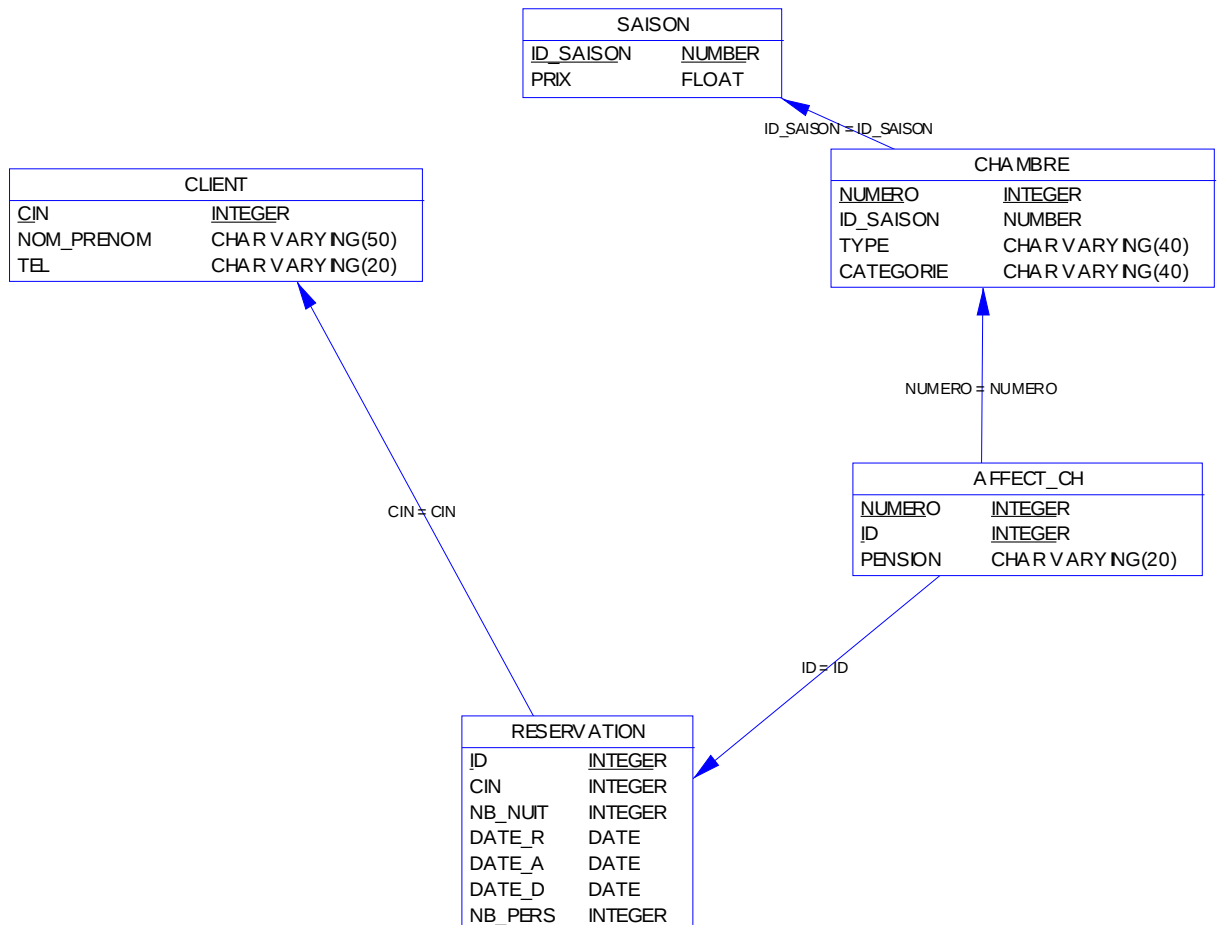 SAISON
ID_SAISON NUMBER
PRIX FLOAT
ID_SAISON = ID_SAISON
CHAMBRE
NUMERO INTEGER
ID_SAISON NUMBER
TYPE CHAR VARYING(40)
CATEGORIE CHAR VARYING(40)
CLIENT
CIN INTEGER
NOM_PRENOM CHAR VARYING(50)
TEL CHAR VARYING(20)
NUMERO = NUMERO
AFFECT_CH
NUMERO INTEGER
ID INTEGER
PENSION CHAR VARYING(20)
CIN = CIN
ID = ID
RESERVATION
ID INTEGER
CIN INTEGER
NB_NUIT INTEGER
DATE_R DATE
DATE_A DATE
DATE_D DATE
NB_PERS INTEGER